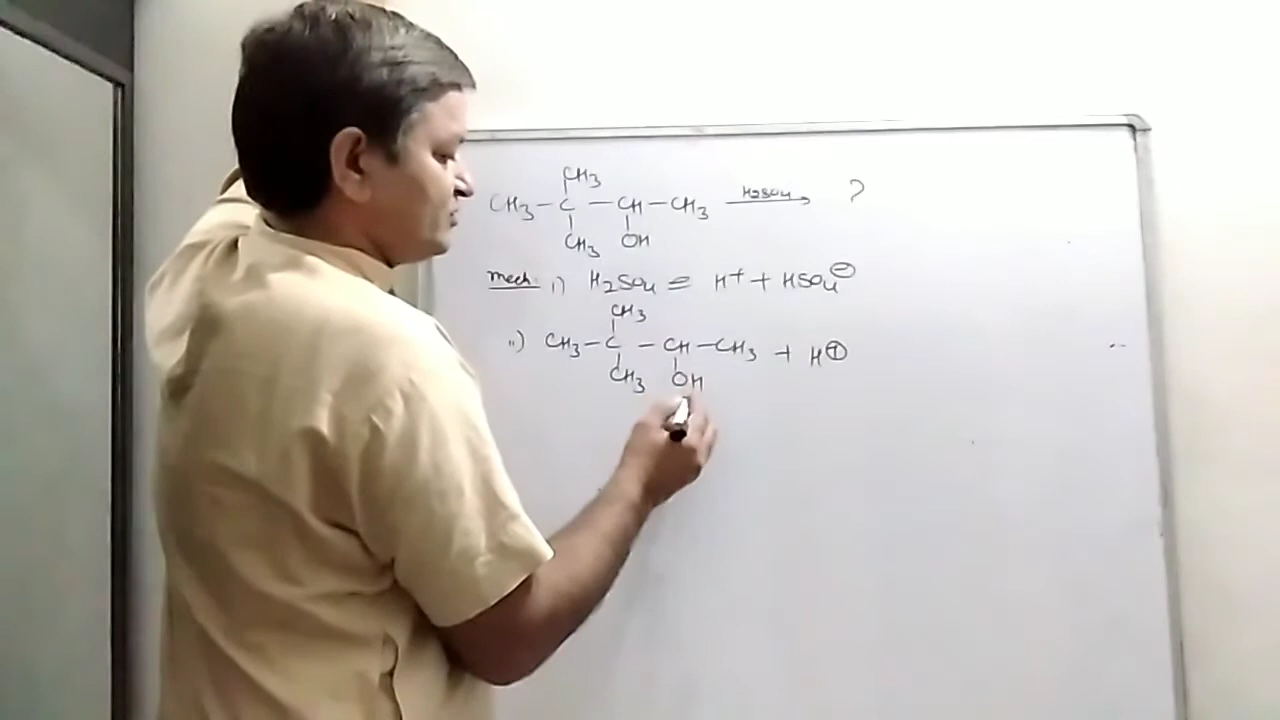 CH3
CH3-C-CH-CH3 H2SO4 ?
CH3 OH
Mech: i) H2SO4 = H+ + HSO4⊖
CH3
ii) CH3-C-CH-CH3 + H⊕
CH3 OH